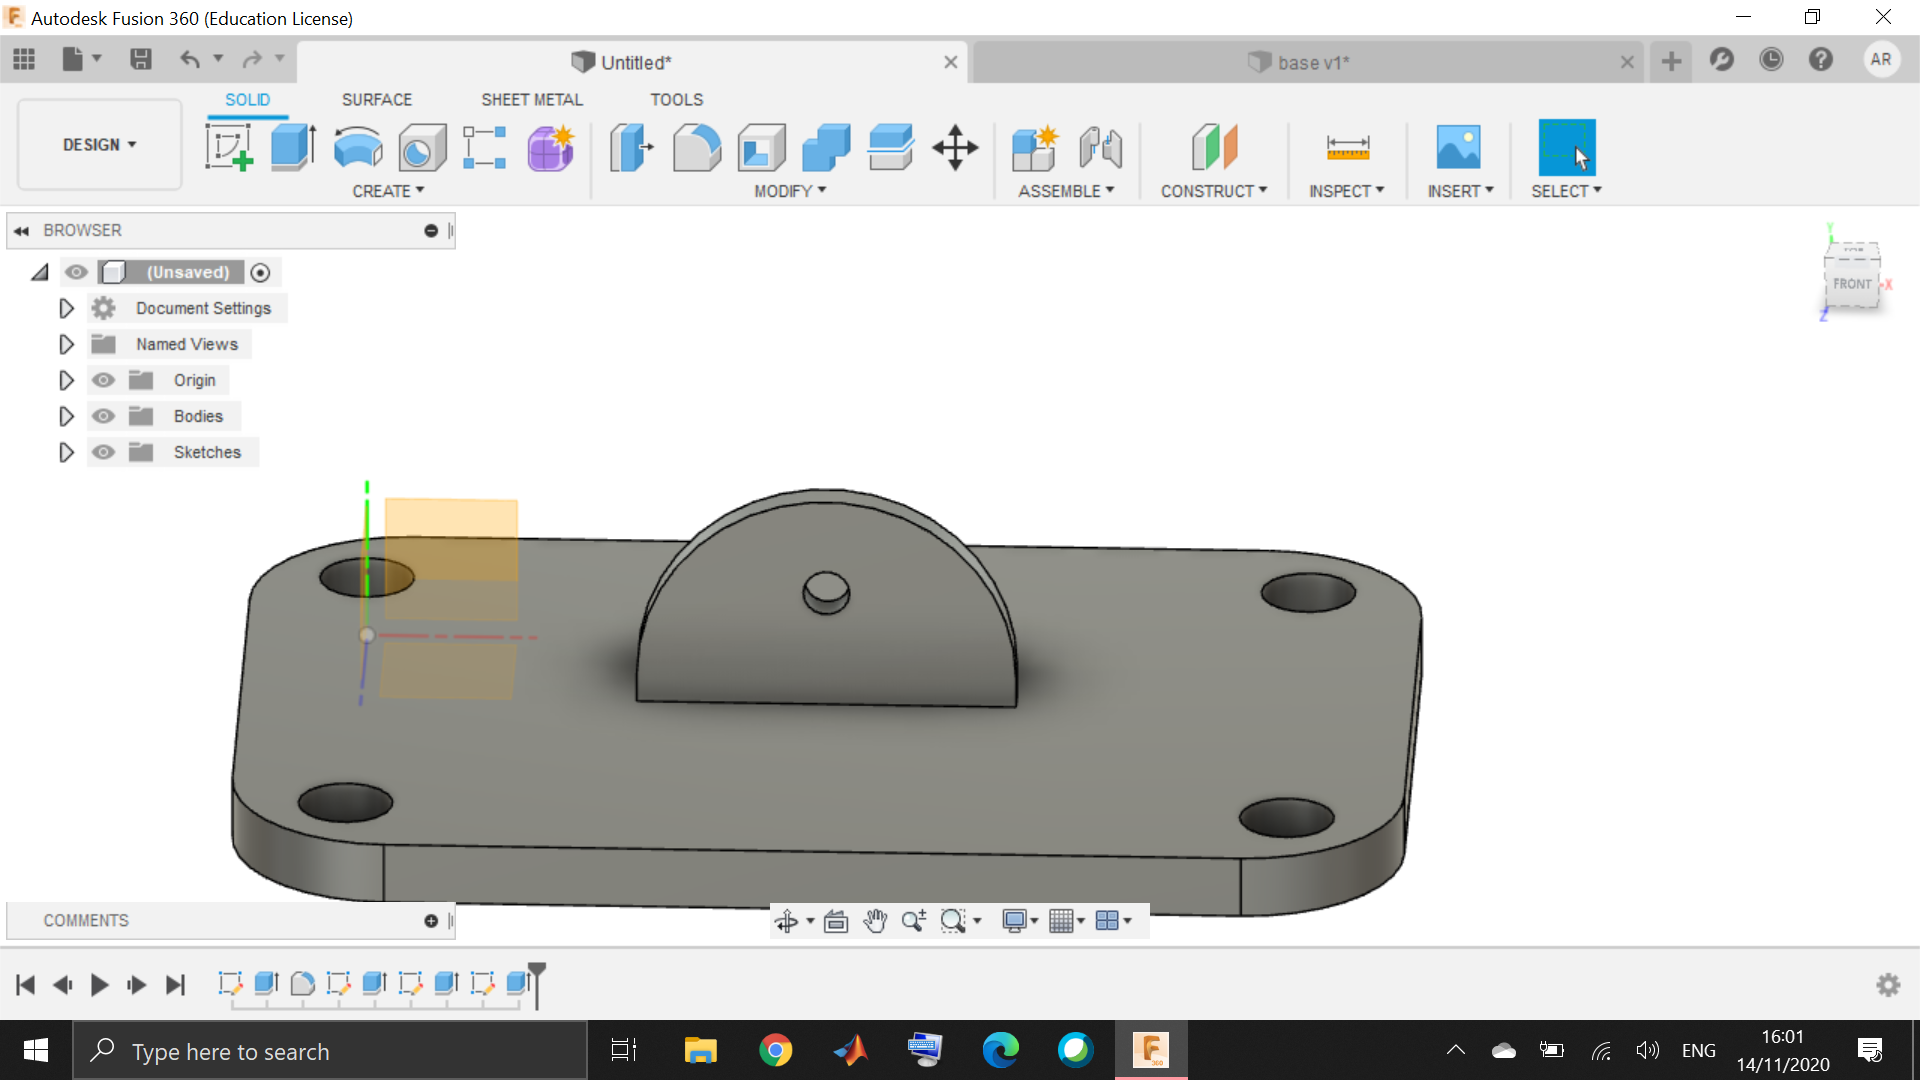 Autodesk Fusion 360 (Education License)
Untitled*
base v1*
AR
DESIGN
SOLID
SURFACE
SHEET METAL
TOOLS
CREATE
MODIFY
ASSEMBLE
CONSTRUCT
INSPECT
INSERT
SELECT
BROWSER
(Unsaved)
Document Settings
Named Views
Origin
Bodies
Sketches
Y
TOP
FRONT
X
Z
COMMENTS
Type here to search
F
360
ENG
16:01
14/11/2020